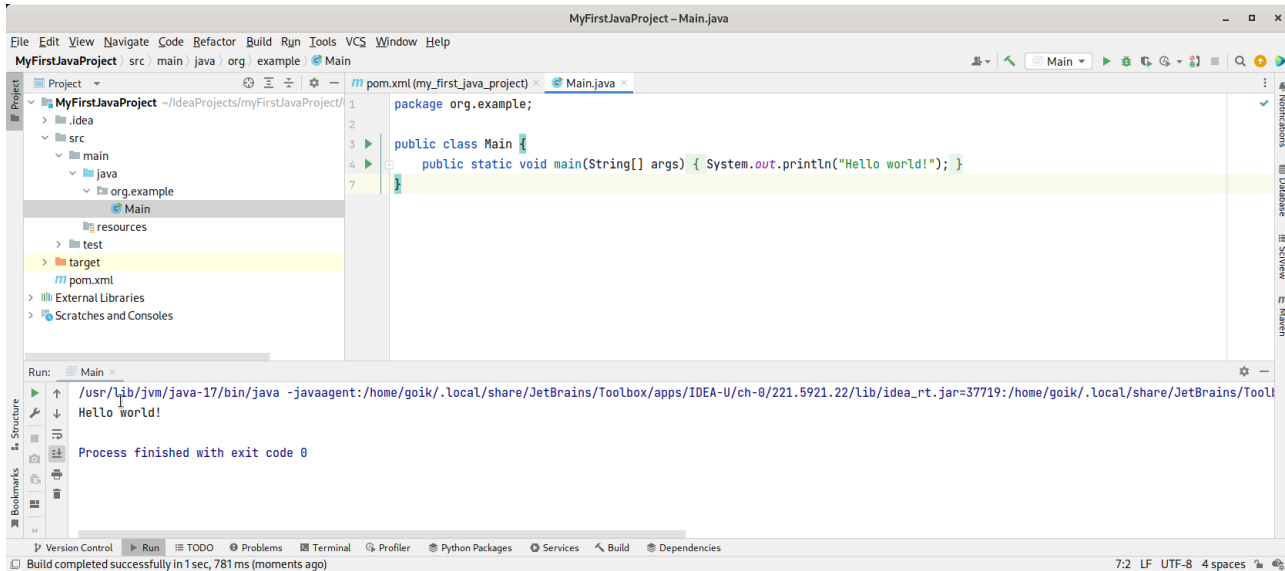 MyFirstJavaProject – Main.java
File Edit View Navigate Code Refactor Build Run Tools VCS Window Help
MyFirstJavaProject src main java org example Main
Main
Project
pom.xml (my_first_java_project)
Main.java
Project
MyFirstJavaProject ~/IdeaProjects/myFirstJavaProject/
.idea
src
main
java
org.example
Main
resources
test
target
pom.xml
External Libraries
Scratches and Consoles
1 package org.example;
2
3 public class Main {
4 public static void main(String[] args) { System.out.println("Hello world!"); }
7 }
Notifications
Database
SciView
Maven
Run: Main
/usr/lib/jvm/java-17/bin/java -javaagent:/home/goik/.local/share/JetBrains/Toolbox/apps/IDEA-U/ch-0/221.5921.22/lib/idea_rt.jar=37719:/home/goik/.local/share/JetBrains/Toolb
Hello world!
Process finished with exit code 0
Structure
Bookmarks
Version Control Run TODO Problems Terminal Profiler Python Packages Services Build Dependencies
Build completed successfully in 1 sec, 781 ms (moments ago)
7:2 LF UTF-8 4 spaces